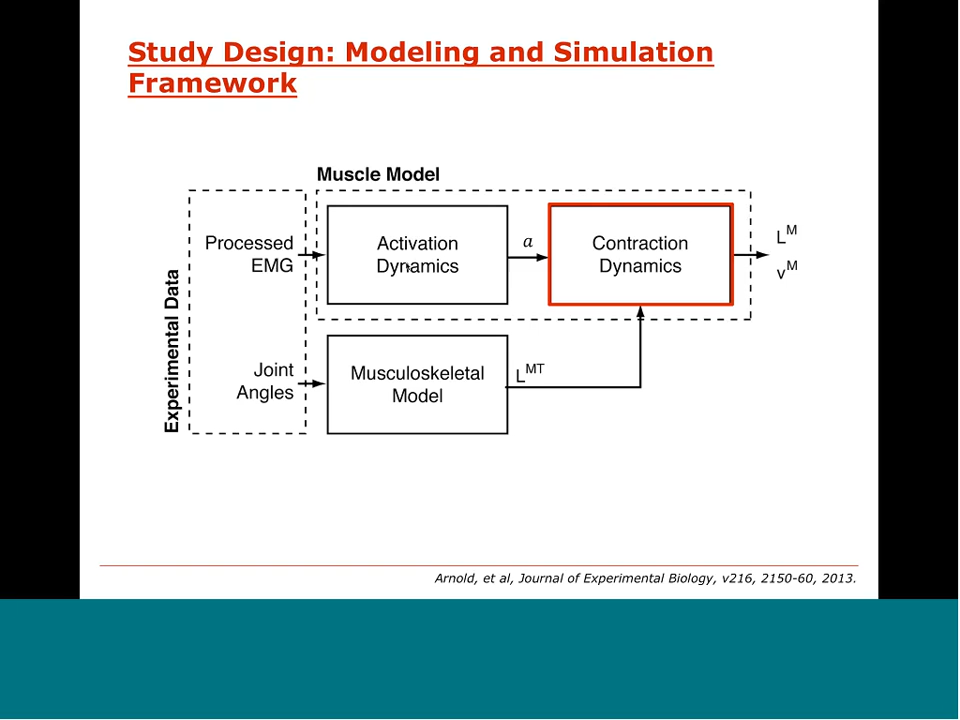 Study Design: Modeling and Simulation
Framework
Muscle Model
Processed
EMG
Activation
Dynamics
a
Contraction
Dynamics
L^M
v^M
Experimental Data
Joint
Angles
Musculoskeletal
Model
L^MT
Arnold, et al, Journal of Experimental Biology, v216, 2150-60, 2013.